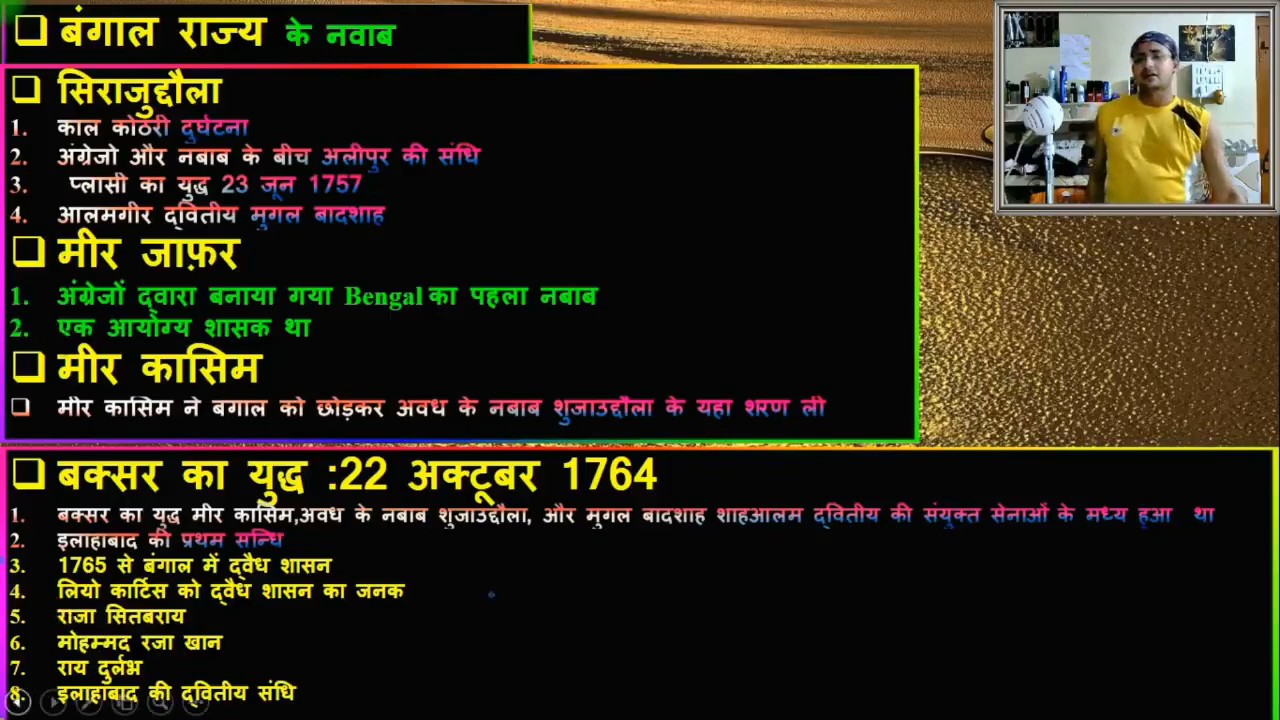 ❑ बंगाल राज्य के नवाब
❑ सिराजुद्दौला
1. काल कोठरी दुर्घटना
2. अंग्रेजो और नबाब के बीच अलीपुर की संधि
3. प्लासी का युद्ध 23 जून 1757
4. आलमगीर द्वितीय मुगल बादशाह
❑ मीर जाफ़र
1. अंग्रेजों द्वारा बनाया गया Bengal का पहला नबाब
2. एक आयोग्य शासक था
❑ मीर कासिम
❑ मीर कासिम ने बगाल को छोड़कर अवध के नबाब शुजाउद्दौला के यहा शरण ली
❑ बक्सर का युद्ध :22 अक्टूबर 1764
1. बक्सर का युद्ध मीर कासिम,अवध के नबाब शुजाउद्दौला, और मुगल बादशाह शाहआलम द्वितीय की संयुक्त सेनाओं के मध्य हुआ था
2. इलाहाबाद की प्रथम सन्धि
3. 1765 से बंगाल में द्वैध शासन
4. लियो कार्टिस को द्वैध शासन का जनक
5. राजा सितबराय
6. मोहम्मद रजा खान
7. राय दुर्लभ
8. इलाहाबाद की द्वितीय संधि